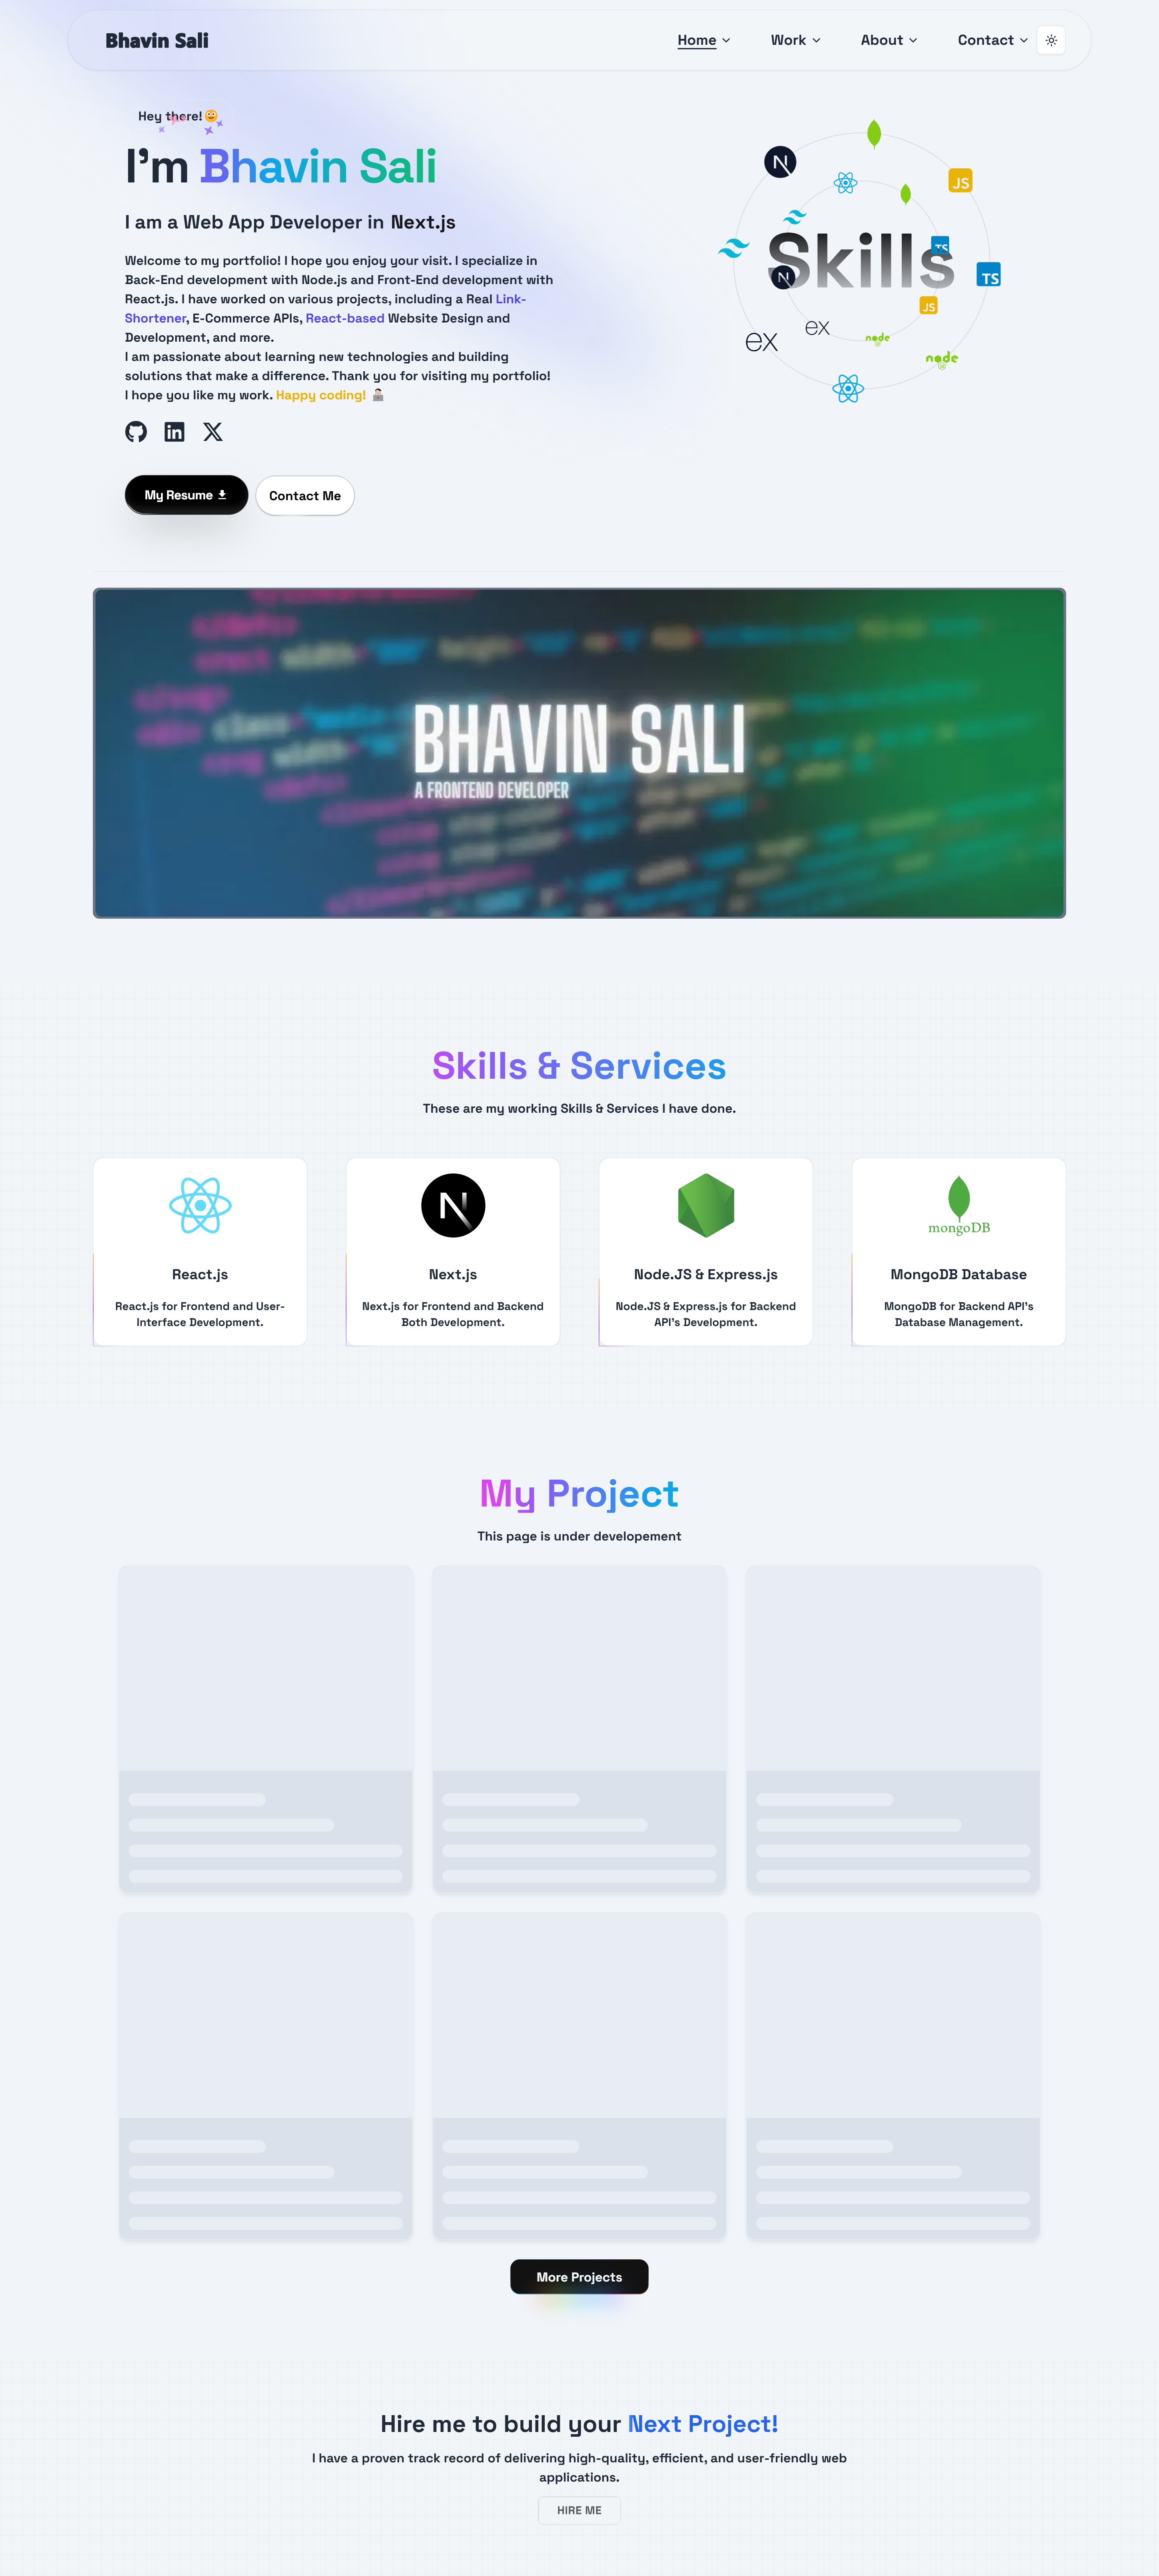 Bhavin Sali
Home
Work
About
Contact
Hey there!
I'm Bhavin Sali
I am a Web App Developer in Next.js
Welcome to my portfolio! I hope you enjoy your visit. I specialize in
Back-End development with Node.js and Front-End development with
React.js. I have worked on various projects, including a Real Link-
Shortener, E-Commerce APIs, React-based Website Design and
Development, and more.
I am passionate about learning new technologies and building
solutions that make a difference. Thank you for visiting my portfolio!
I hope you like my work. Happy coding!
My Resume
Contact Me
N
JS
TS
Skills
N
TS
JS
ex
ex
node
node
BHAVIN SALI
A FRONTEND DEVELOPER
Skills & Services
These are my working Skills & Services I have done.
N
mongoDB
React.js
Next.js
Node.JS & Express.js
MongoDB Database
React.js for Frontend and User-
Interface Development.
Next.js for Frontend and Backend
Both Development.
Node.JS & Express.js for Backend
API's Development.
MongoDB for Backend API's
Database Management.
My Project
This page is under developement
More Projects
Hire me to build your Next Project!
I have a proven track record of delivering high-quality, efficient, and user-friendly web
applications.
HIRE ME